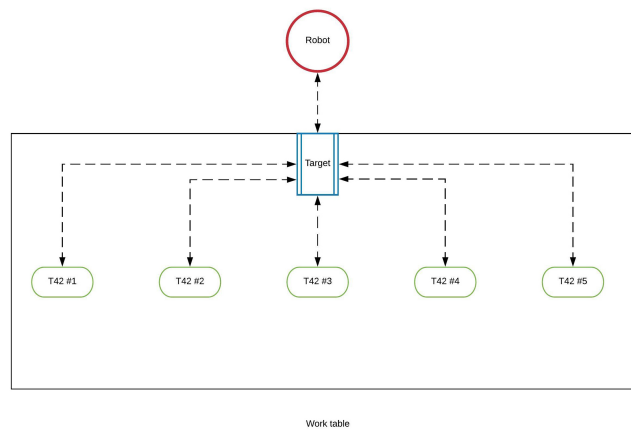 Robot
Target
T42 #1
T42 #2
T42 #3
T42 #4
T42 #5
Work table